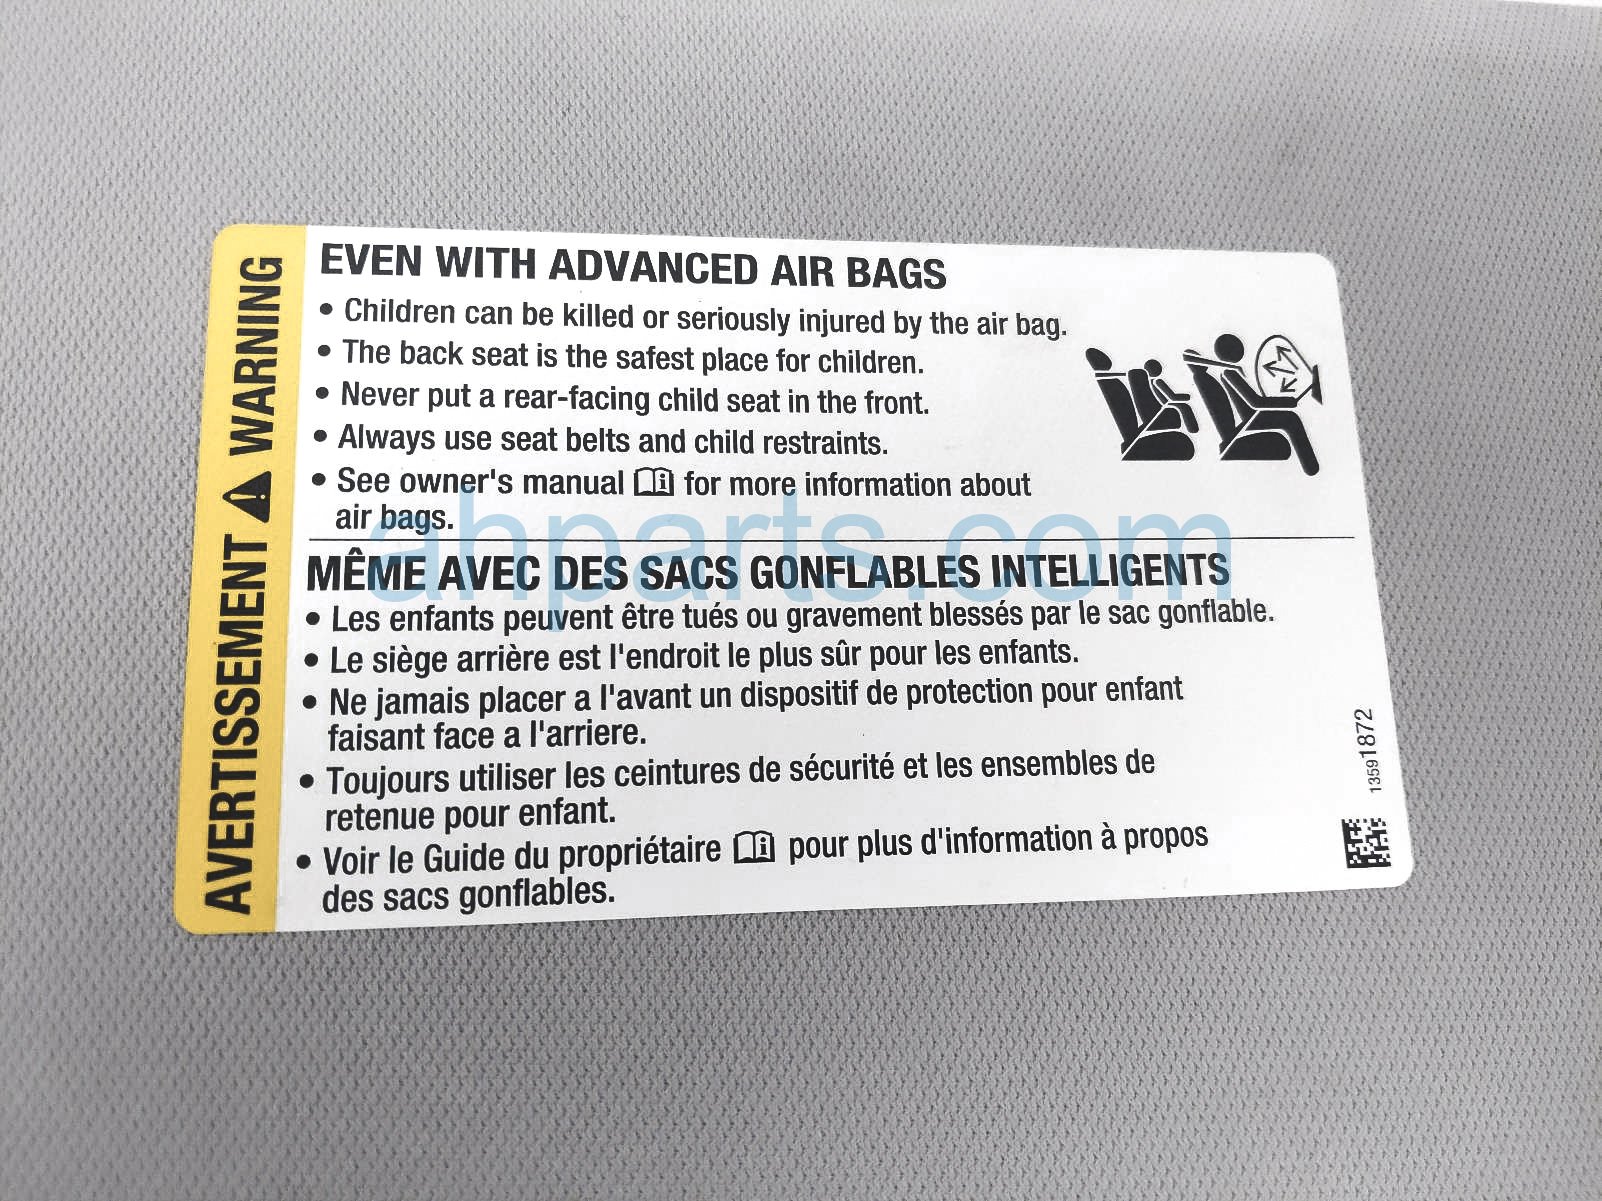 AVERTISSEMENT ⚠ WARNING
EVEN WITH ADVANCED AIR BAGS
• Children can be killed or seriously injured by the air bag.
• The back seat is the safest place for children.
• Never put a rear-facing child seat in the front.
• Always use seat belts and child restraints.
• See owner's manual for more information about
air bags.
MÊME AVEC DES SACS GONFLABLES INTELLIGENTS
• Les enfants peuvent être tués ou gravement blessés par le sac gonflable.
• Le siège arrière est l'endroit le plus sûr pour les enfants.
• Ne jamais placer a l'avant un dispositif de protection pour enfant
faisant face a l'arriere.
• Toujours utiliser les ceintures de sécurité et les ensembles de
retenue pour enfant.
• Voir le Guide du propriétaire pour plus d'information à propos
des sacs gonflables.
13591872
ahparts.com